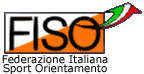 FISO
Federazione Italiana
Sport Orientamento